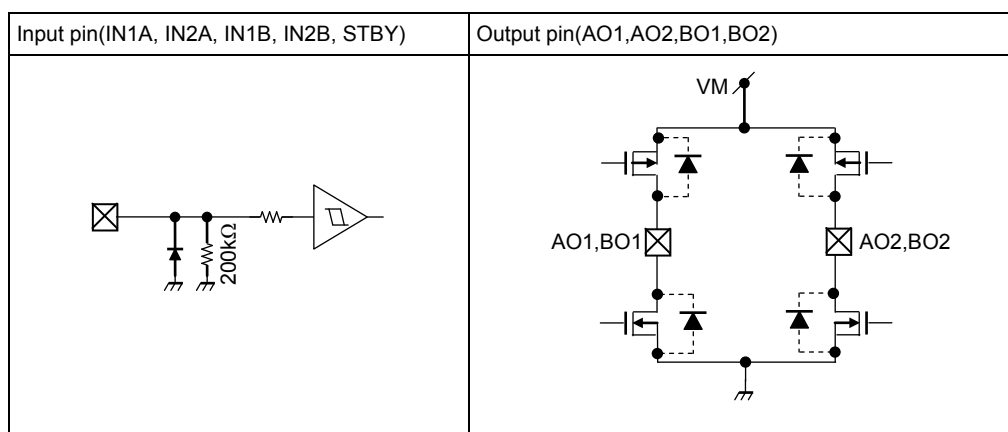 Input pin(IN1A, IN2A, IN1B, IN2B, STBY)
Output pin(AO1,AO2,BO1,BO2)
200kΩ
VM
AO1,BO1
AO2,BO2